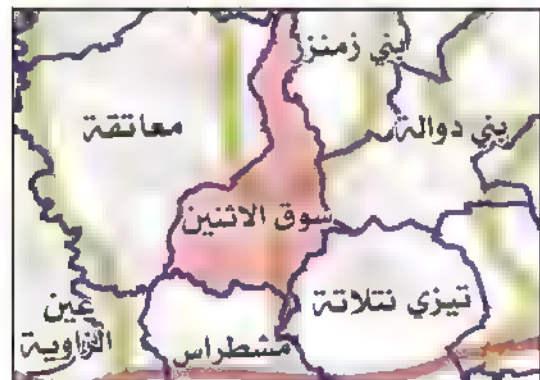 بني زمنزر
معاتقة
بني دوالة
سوق الاثنين
تيزي نتلاتة
عين
الزاوية
مشطراس